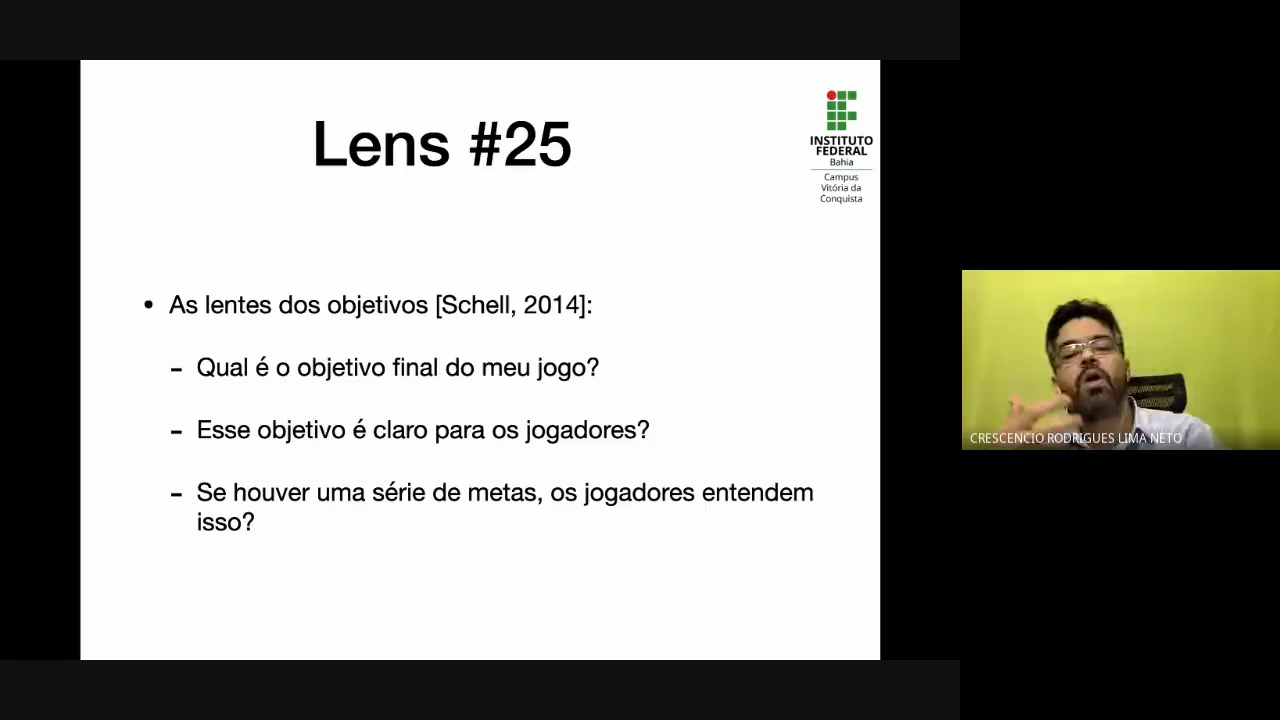 Lens #25
INSTITUTO
FEDERAL
Bahia
Campus
Vitória da
Conquista
• As lentes dos objetivos [Schell, 2014]:
- Qual é o objetivo final do meu jogo?
- Esse objetivo é claro para os jogadores?
- Se houver uma série de metas, os jogadores entendem
isso?
CRESCENCIO RODRIGUES LIMA NETO